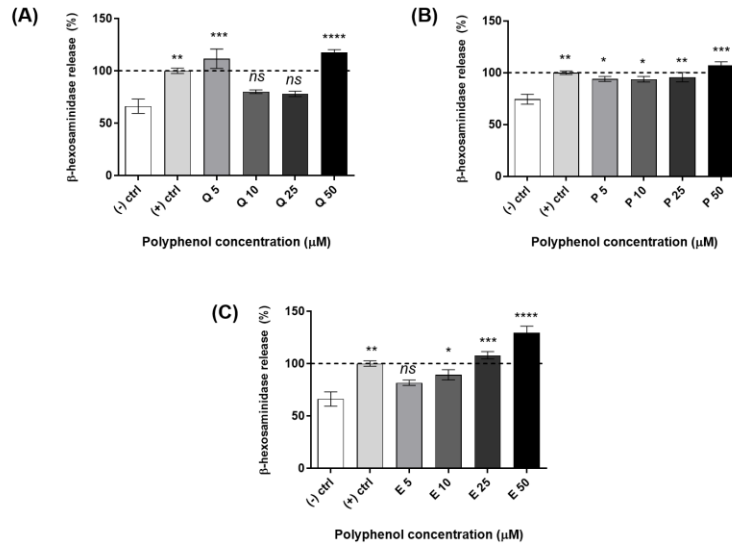 (A)
β-hexosaminidase release (%)
150
100
50
0
**
***
ns
ns
****
(-) ctrl
(+) ctrl
Q 5
Q 10
Q 25
Q 50
Polyphenol concentration (μM)
(B)
β-hexosaminidase release (%)
150
100
50
0
**
*
*
**
***
(-) ctrl
(+) ctrl
P 5
P 10
P 25
P 50
Polyphenol concentration (μM)
(C)
β-hexosaminidase release (%)
150
100
50
0
**
ns
*
***
****
(-) ctrl
(+) ctrl
E 5
E 10
E 25
E 50
Polyphenol concentration (μM)